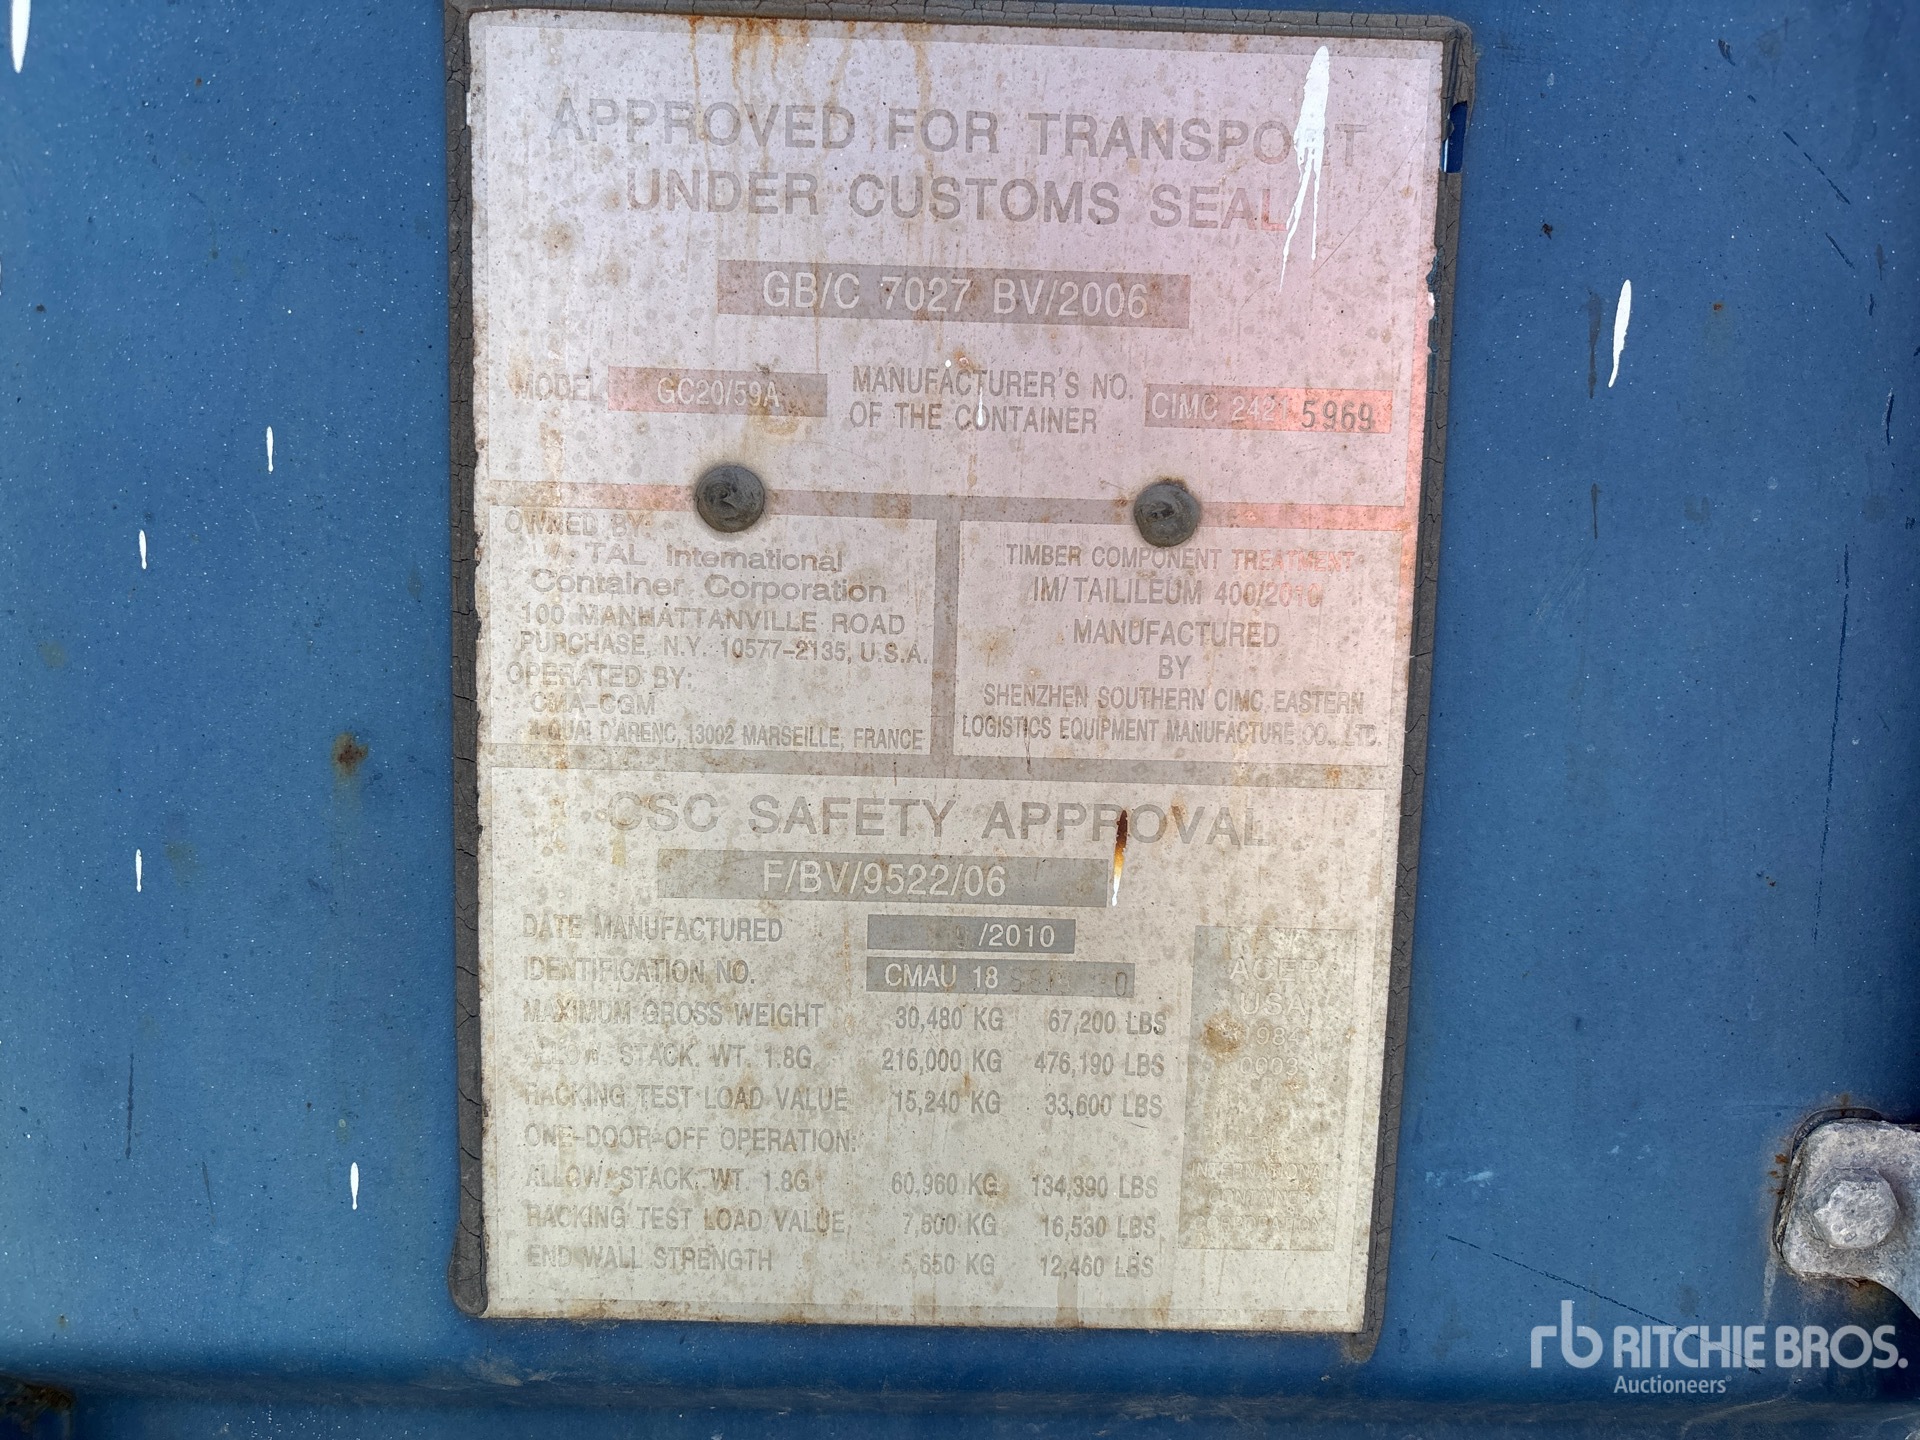 APPROVED FOR TRANSPORT
UNDER CUSTOMS SEAL
GB/C 7027 BV/2006
MODEL GC20/59A
MANUFACTURER'S NO.
OF THE CONTAINER
CIMC 2421 5969
OWNED BY:
TAL International
Container Corporation
100 MANHATTANVILLE ROAD
PURCHASE, N.Y. 10577-2135, U.S.A.
OPERATED BY:
CMA-CGM
4 QUAI D'ARENC, 13002 MARSEILLE, FRANCE
TIMBER COMPONENT TREATMENT
IM/TAILILEUM 400/2010
MANUFACTURED
BY
SHENZHEN SOUTHERN CIMC EASTERN
LOGISTICS EQUIPMENT MANUFACTURE CO., LTD.
CSC SAFETY APPROVAL
F/BV/9522/06
DATE MANUFACTURED /2010
IDENTIFICATION NO. CMAU 18
MAXIMUM GROSS WEIGHT 30,480 KG 67,200 LBS
ALLOW. STACK. WT. 1.8G 216,000 KG 476,190 LBS
RACKING TEST LOAD VALUE 15,240 KG 33,600 LBS
ONE-DOOR-OFF OPERATION:
ALLOW. STACK. WT. 1.8G 60,960 KG 134,390 LBS
RACKING TEST LOAD VALUE 7,500 KG 16,530 LBS
END WALL STRENGTH 5,650 KG 12,460 LBS
ACEP
USA
984
0003
TAL
INTERNATIONAL
CONTAINER
CORPORATION
rb RITCHIE BROS.
Auctioneers